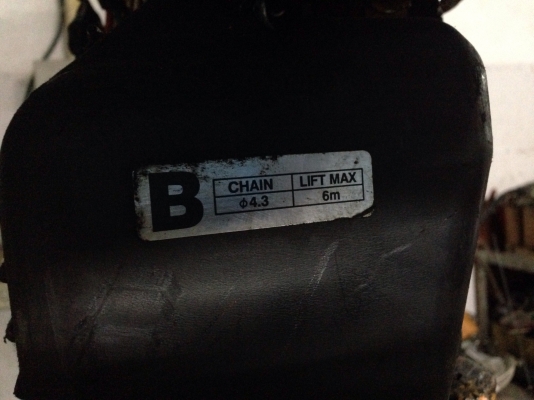 B
CHAIN LIFT MAX
φ4.3 6m